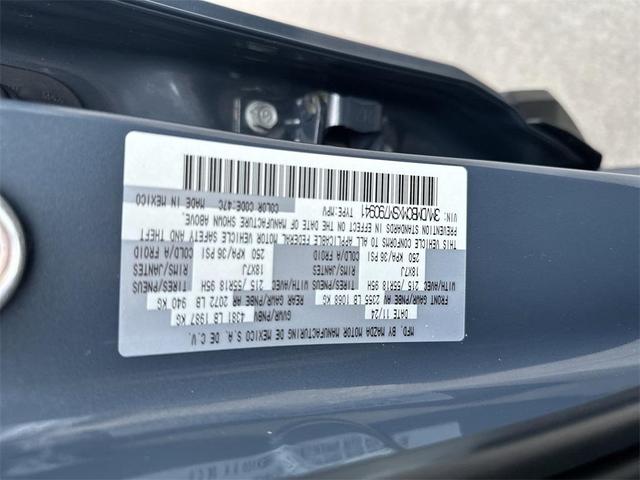 MFD. BY MAZDA MOTOR MANUFACTURING DE MEXICO S.A. DE C.V.
DATE 11/24 GVWR/PNBV 4381 LB 1987 KG
FRONT GAWR/PNBE AV 2355 LB 1068 KG REAR GAWR/PNBE AR 2072 LB 940 KG
WITH/AVEC 215 /55R18 95H TIRES/PNEUS WITH/AVEC 215 /55R18 95H TIRES/PNEUS
18X7J RIMS/JANTES 18X7J RIMS/JANTES
250 KPA/36 PSI COLD/A FROID 250 KPA/36 PSI COLD/A FROID
THIS VEHICLE CONFORMS TO ALL APPLICABLE FEDERAL MOTOR VEHICLE SAFETY AND THEFT
PREVENTION STANDARDS IN EFFECT ON THE DATE OF MANUFACTURE SHOWN ABOVE.
VIN: TYPE:MPV COLOR CODE:47C MADE IN MEXICO